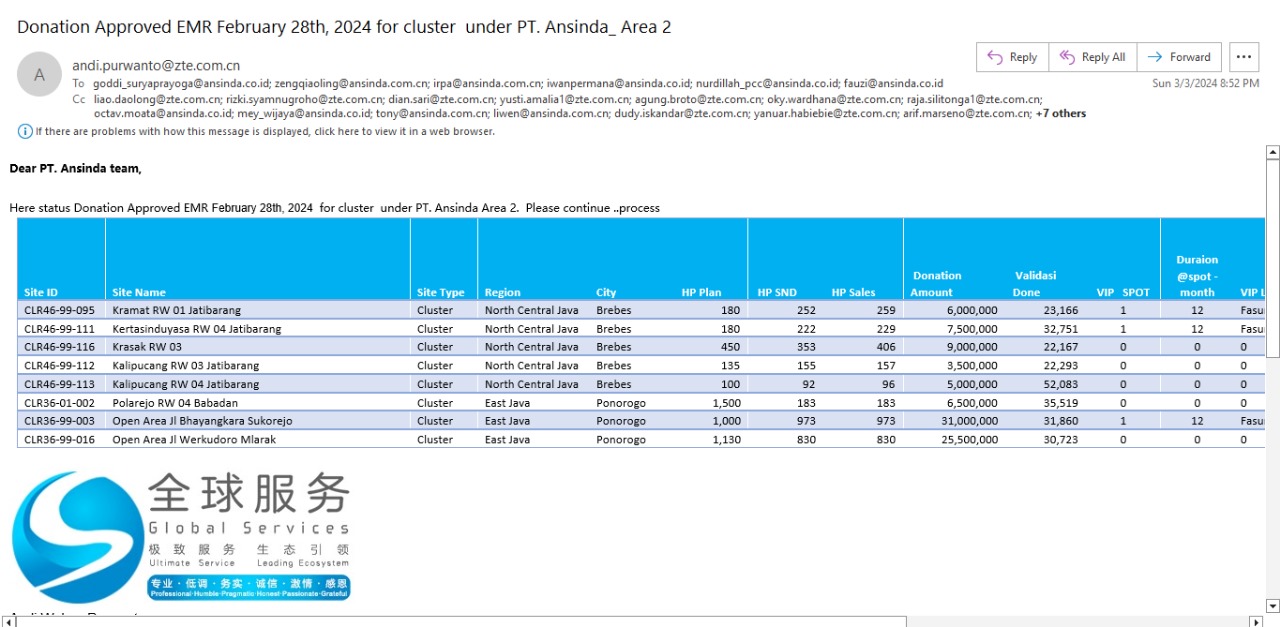 Donation Approved EMR February 28th, 2024 for cluster under PT. Ansinda_ Area 2
A
andi.purwanto@zte.com.cn
Reply
Reply All
Forward
Sun 3/3/2024 8:52 PM
To goddi_suryaprayoga@ansinda.co.id; zengqiaoling@ansinda.com.cn; irpa@ansinda.com.cn; iwanpermana@ansinda.co.id; nurdillah_pcc@ansinda.co.id; fauzi@ansinda.co.id
Cc liao.daolong@zte.com.cn; rizki.syamnugroho@zte.com.cn; dian.sari@zte.com.cn; yusti.amalia1@zte.com.cn; agung.broto@zte.com.cn; oky.wardhana@zte.com.cn; raja.silitonga1@zte.com.cn;
octav.moata@ansinda.co.id; mey_wijaya@ansinda.co.id; tony@ansinda.com.cn; liwen@ansinda.com.cn; dudy.iskandar@zte.com.cn; yanuar.habiebie@zte.com.cn; arif.marseno@zte.com.cn; +7 others
If there are problems with how this message is displayed, click here to view it in a web browser.
Dear PT. Ansinda team,
Here status Donation Approved EMR February 28th, 2024 for cluster under PT. Ansinda Area 2. Please continue ..process
Site ID Site Name Site Type Region City HP Plan HP SND HP Sales Donation Amount Validasi Done VIP SPOT Duraion @spot - month VIP L
CLR46-99-095 Kramat RW 01 Jatibarang Cluster North Central Java Brebes 180 252 259 6,000,000 23,166 1 12 Fasu
CLR46-99-111 Kertasinduyasa RW 04 Jatibarang Cluster North Central Java Brebes 180 222 229 7,500,000 32,751 1 12 Fasu
CLR46-99-116 Krasak RW 03 Cluster North Central Java Brebes 450 353 406 9,000,000 22,167 0 0 0
CLR46-99-112 Kalipucang RW 03 Jatibarang Cluster North Central Java Brebes 135 155 157 3,500,000 22,293 0 0 0
CLR46-99-113 Kalipucang RW 04 Jatibarang Cluster North Central Java Brebes 100 92 96 5,000,000 52,083 0 0 0
CLR36-01-002 Polarejo RW 04 Babadan Cluster East Java Ponorogo 1,500 183 183 6,500,000 35,519 0 0 0
CLR36-99-003 Open Area Jl Bhayangkara Sukorejo Cluster East Java Ponorogo 1,000 973 973 31,000,000 31,860 1 12 Fasu
CLR36-99-016 Open Area Jl Werkudoro Mlarak Cluster East Java Ponorogo 1,130 830 830 25,500,000 30,723 0 0 0
全球服务
Global Services
极致服务 生态引领
Ultimate Service Leading Ecosystem
专业·低调·务实·诚信·激情·感恩
Professional·Humble·Pragmatic·Honest·Passionate·Grateful